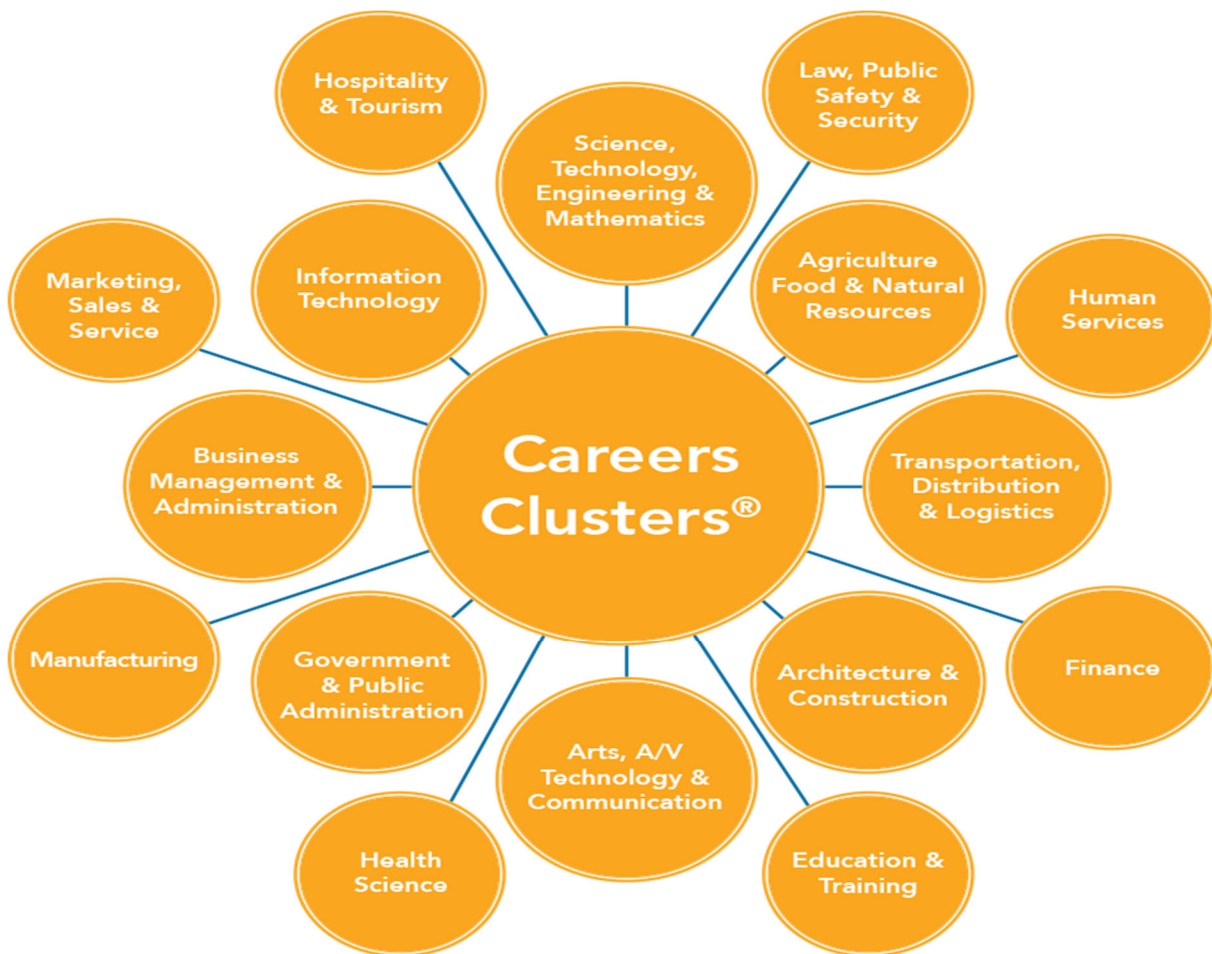 Hospitality
& Tourism
Law, Public
Safety &
Security
Science,
Technology,
Engineering &
Mathematics
Marketing,
Sales &
Service
Information
Technology
Agriculture
Food & Natural
Resources
Human
Services
Business
Management &
Administration
Careers
Clusters®
Transportation,
Distribution
& Logistics
Manufacturing
Government
& Public
Administration
Architecture &
Construction
Finance
Arts, A/V
Technology &
Communication
Health
Science
Education &
Training